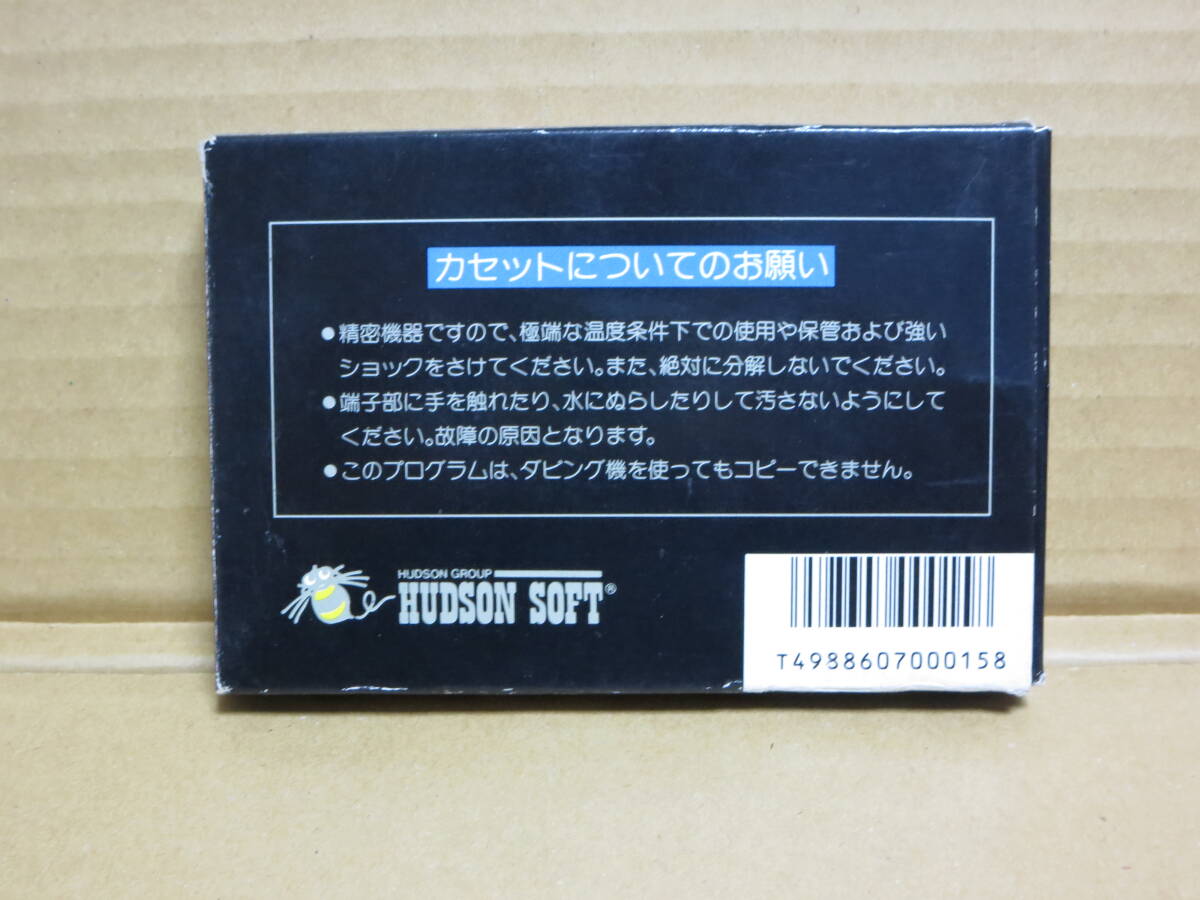 カセットについてのお願い
●精密機器ですので、極端な温度条件下での使用や保管および強い
ショックをさけてください。また、絶対に分解しないでください。
●端子部に手を触れたり、水にぬらしたりして汚さないようにして
ください。故障の原因となります。
●このプログラムは、ダビング機を使ってもコピーできません。
HUDSON GROUP
HUDSON SOFT®
T4988607000158